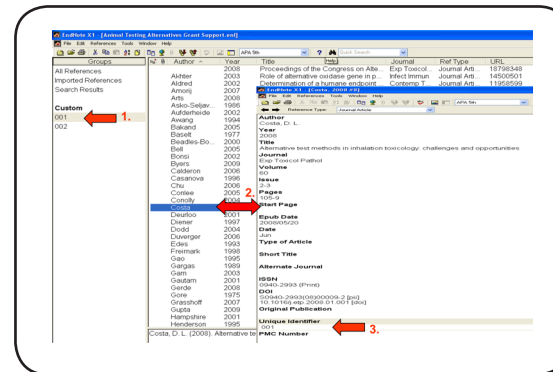 EndNote X1 - [Animal Testing Alternatives Grant Support.enl]
File Edit References Tools Window Help
APA 5th
Quick Search
Groups
All References
Imported References
Search Results
Custom
001
002
1.
Author Year Title Journal Ref Type URL
2008 Proceedings of the Congress on Alte... Exp Toxicol... Journal Arti... 18798348
Akhter 2003 Role of alternative oxidase gene in p... Infect Immun Journal Arti... 14500501
Aldred 2002 Determination of a humane endpoint Contemp T... Journal Arti... 11958599
Help
Amorij 2007
Arts 2008
Asko-Seljav... 1986
Aufderheide 2002
Awang 1994
Bakand 2005
Basett 1977
Beadles-Bo... 2000
Bell 2005
Bonsi 2002
Byers 2009
Calderon 2006
Casanova 1996
Chu 2006
Conlee 2005
Conolly 2004
Costa
Deurloo 2001
Diener 1997
Dodd 2004
Duverger 2006
Edes 1993
Freimark 1998
Gao 1995
Gargas 1989
Garn 2003
Gautam 2001
Gerde 2008
Gore 1975
Grasshoff 2007
Gupta 2009
Hampshire 2001
Henderson 1995
2.
Costa, D. L. (2008). Alternative te
EndNote X1 - [Costa, 2008 #8]
File Edit References Tools Window Help
APA 5th
Reference Type: Journal Article
Author
Costa, D. L.
Year
2008
Title
Alternative test methods in inhalation toxicology: challenges and opportunities
Journal
Exp Toxicol Pathol
Volume
60
Issue
2-3
Pages
105-9
Start Page
Epub Date
2008/05/20
Date
Jun
Type of Article
Short Title
Alternate Journal
ISSN
0940-2993 (Print)
DOI
S0940-2993(08)00009-2 [pii]
10.1016/j.etp.2008.01.001 [doi]
Original Publication
Unique Identifier
001
3.
PMC Number